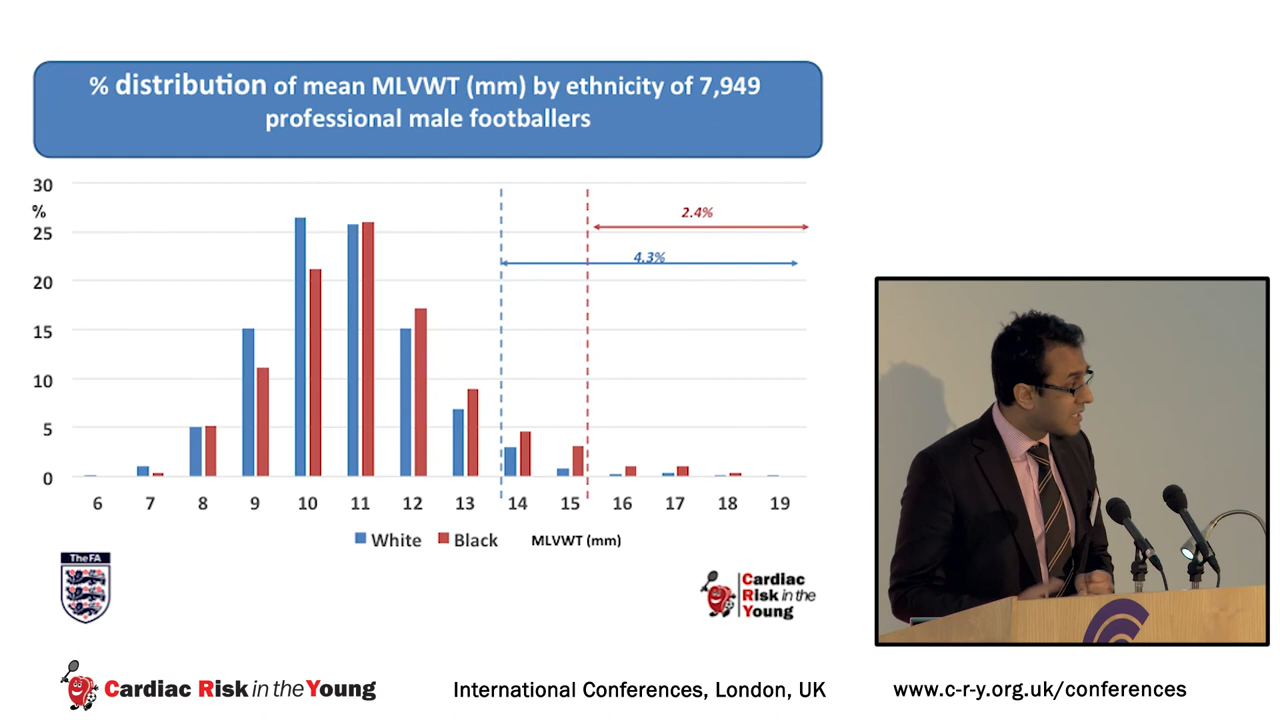 % distribution of mean MLVWT (mm) by ethnicity of 7,949
professional male footballers
30
%
25
20
15
10
5
0
2.4%
4.3%
6 7 8 9 10 11 12 13 14 15 16 17 18 19
White Black MLVWT (mm)
The FA
Cardiac
Risk in the
Young
Cardiac Risk in the Young
International Conferences, London, UK
www.c-r-y.org.uk/conferences